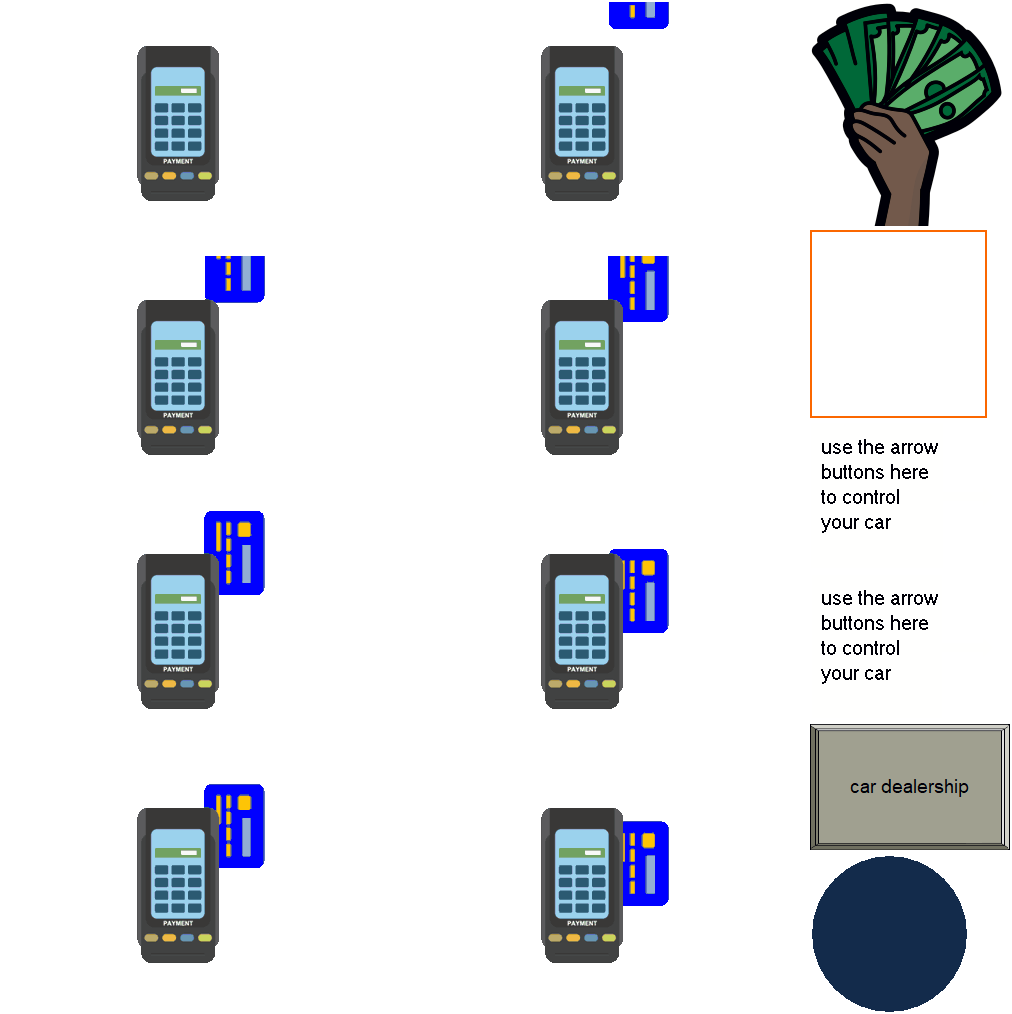 PAYMENT
PAYMENT
PAYMENT
PAYMENT
use the arrow
buttons here
to control
your car
use the arrow
buttons here
to control
your car
PAYMENT
PAYMENT
car dealership
PAYMENT
PAYMENT